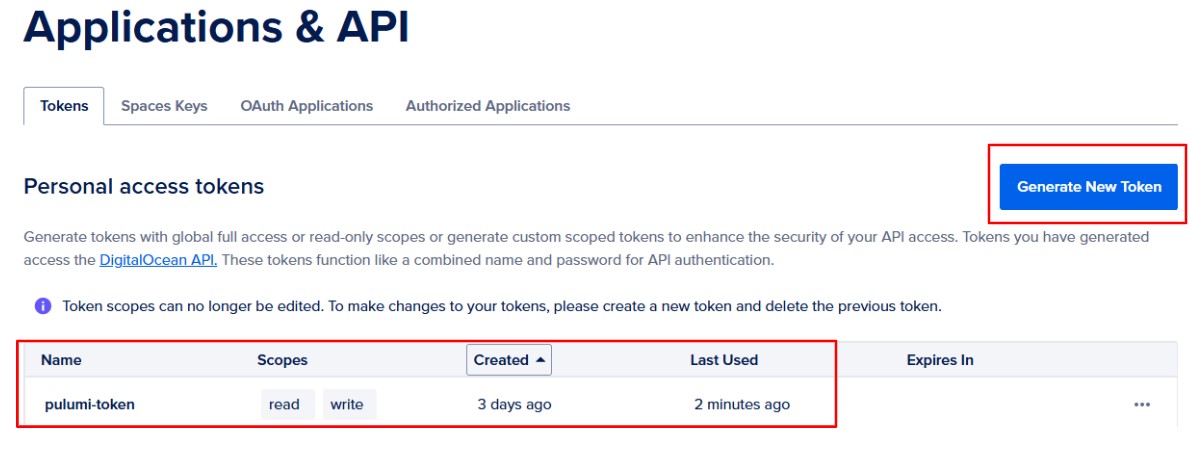 Applications & API
Tokens Spaces Keys OAuth Applications Authorized Applications
Personal access tokens
Generate New Token
Generate tokens with global full access or read-only scopes or generate custom scoped tokens to enhance the security of your API access. Tokens you have generated
access the DigitalOcean API. These tokens function like a combined name and password for API authentication.
Token scopes can no longer be edited. To make changes to your tokens, please create a new token and delete the previous token.
Name Scopes Created Last Used Expires In
pulumi-token read write 3 days ago 2 minutes ago